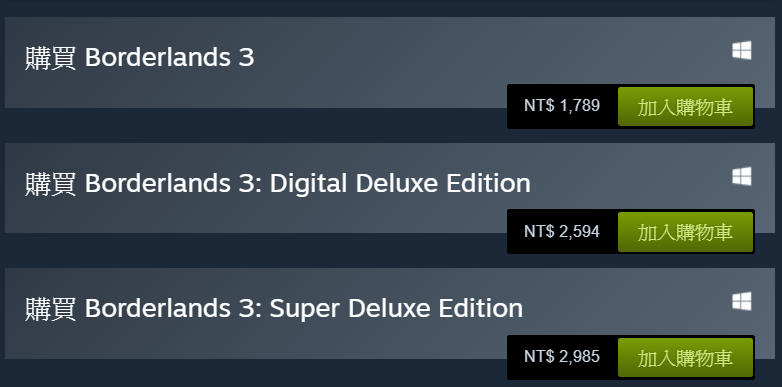 購買 Borderlands 3
NT$ 1,789 加入購物車
購買 Borderlands 3: Digital Deluxe Edition
NT$ 2,594 加入購物車
購買 Borderlands 3: Super Deluxe Edition
NT$ 2,985 加入購物車